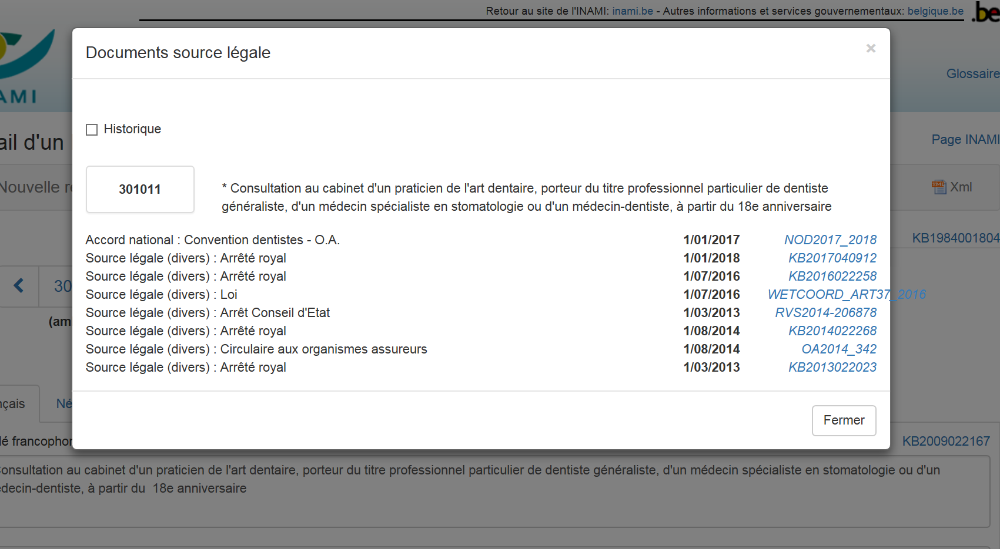 Retour au site de l'INAMI: inami.be - Autres informations et services gouvernementaux: belgique.be
.be
AMI
Glossaire
Documents source légale
×
Historique
ail d'un
Page INAMI
Nouvelle re
Xml
301011
* Consultation au cabinet d'un praticien de l'art dentaire, porteur du titre professionnel particulier de dentiste
généraliste, d'un médecin spécialiste en stomatologie ou d'un médecin-dentiste, à partir du 18e anniversaire
Accord national : Convention dentistes - O.A. 1/01/2017 NOD2017_2018
KB1984001804
Source légale (divers) : Arrêté royal 1/01/2018 KB2017040912
Source légale (divers) : Arrêté royal 1/07/2016 KB2016022258
30
Source légale (divers) : Loi 1/07/2016 WETCOORD_ART37_2016
Source légale (divers) : Arrêt Conseil d'Etat 1/03/2013 RVS2014-206878
(am
Source légale (divers) : Arrêté royal 1/08/2014 KB2014022268
Source légale (divers) : Circulaire aux organismes assureurs 1/08/2014 OA2014_342
Source légale (divers) : Arrêté royal 1/03/2013 KB2013022023
nçais
Né
Fermer
lé francophon
KB2009022167
Consultation au cabinet d'un praticien de l'art dentaire, porteur du titre professionnel particulier de dentiste généraliste, d'un médecin spécialiste en stomatologie ou d'un
édecin-dentiste, à partir du 18e anniversaire